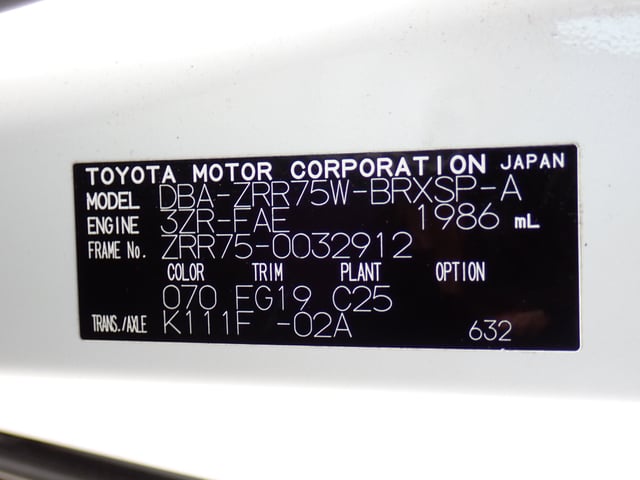 TOYOTA MOTOR CORPORATION JAPAN
MODEL DBA-ZRR75W-BRXSP-A
ENGINE 3ZR-FAE 1986 mL
FRAME No. ZRR75-0032912
COLOR TRIM PLANT OPTION
070 FG19 C25
TRANS./AXLE K111F -02A 632